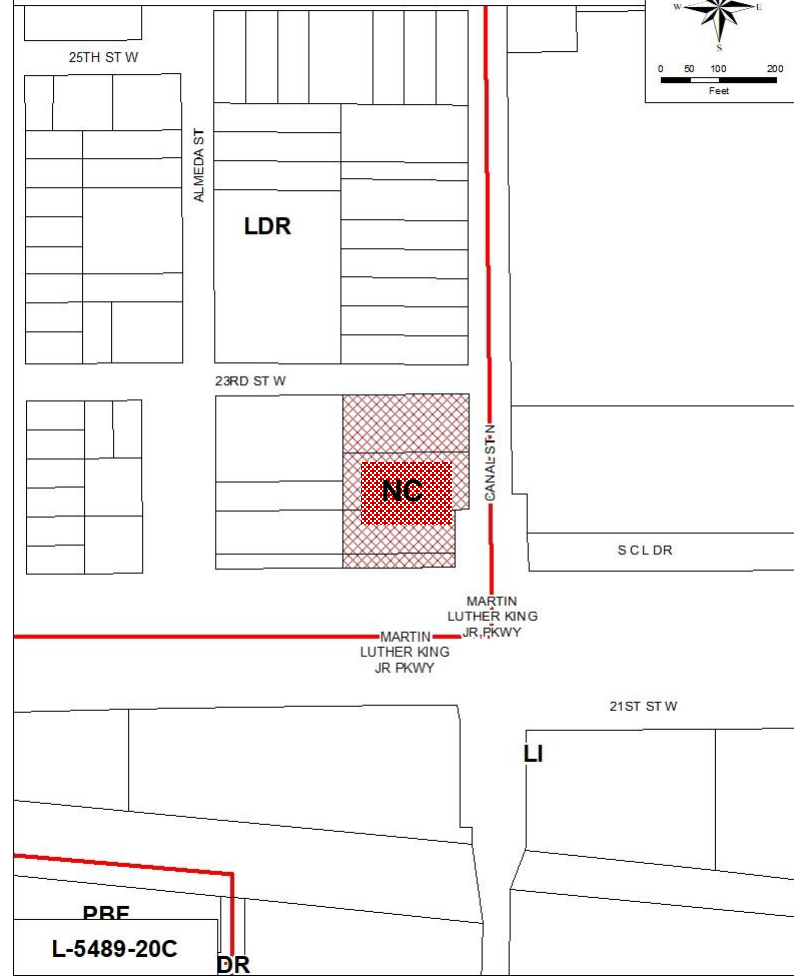 W
E
S
0 50 100 200
Feet
25TH ST W
ALMEDA ST
LDR
23RD ST W
NC
CANAL ST N
S C L DR
MARTIN
LUTHER KING
JR PKWY
MARTIN
LUTHER KING
JR PKWY
21ST ST W
LI
PBF
L-5489-20C
DR